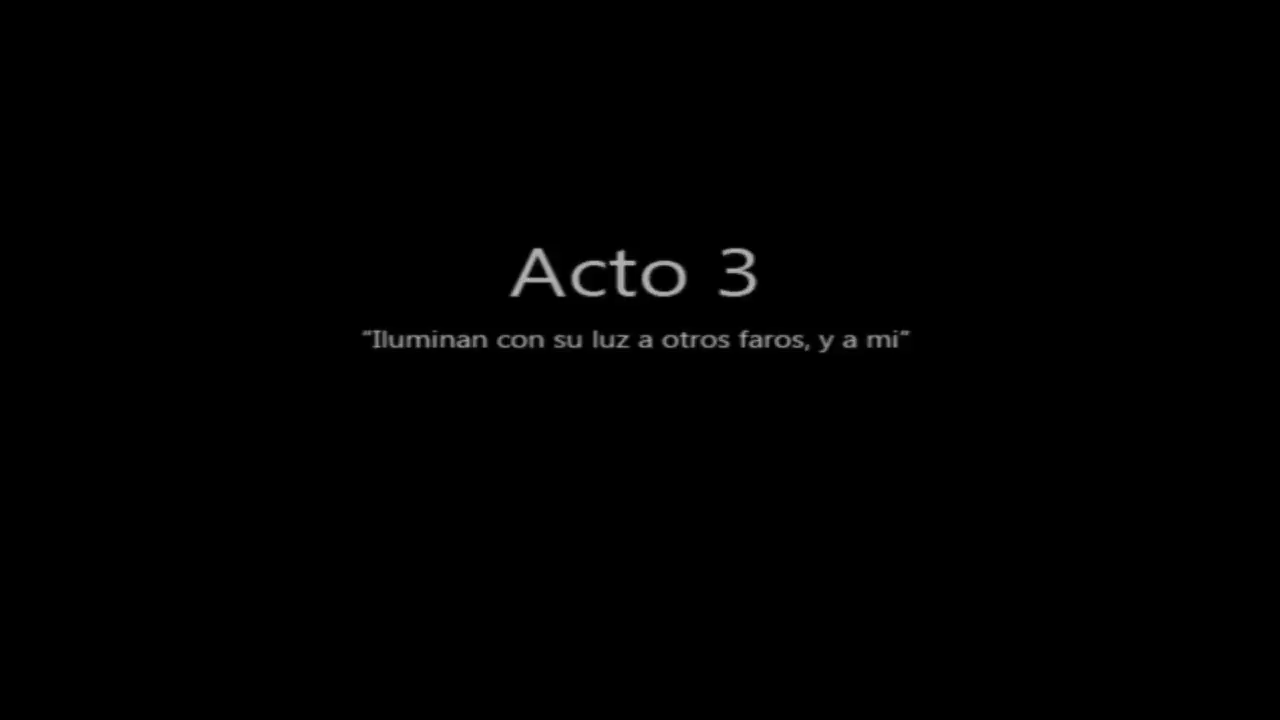 Acto 3
“Iluminan con su luz a otros faros, y a mi”